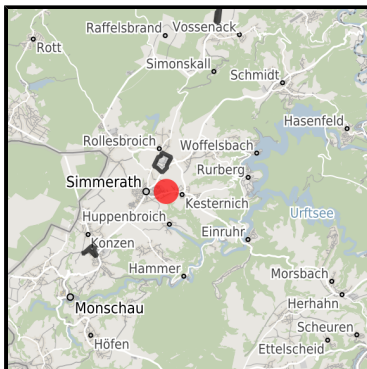 Raffelsbrand
Vossenack
Rott
Simonskall
Schmidt
Hasenfeld
Rollesbroich
Woffelsbach
Rurberg
Simmerath
Kesternich
Huppenbroich
Urftsee
Einruhr
Konzen
Hammer
Morsbach
Herhahn
Monschau
Scheuren
Höfen
Ettelscheid